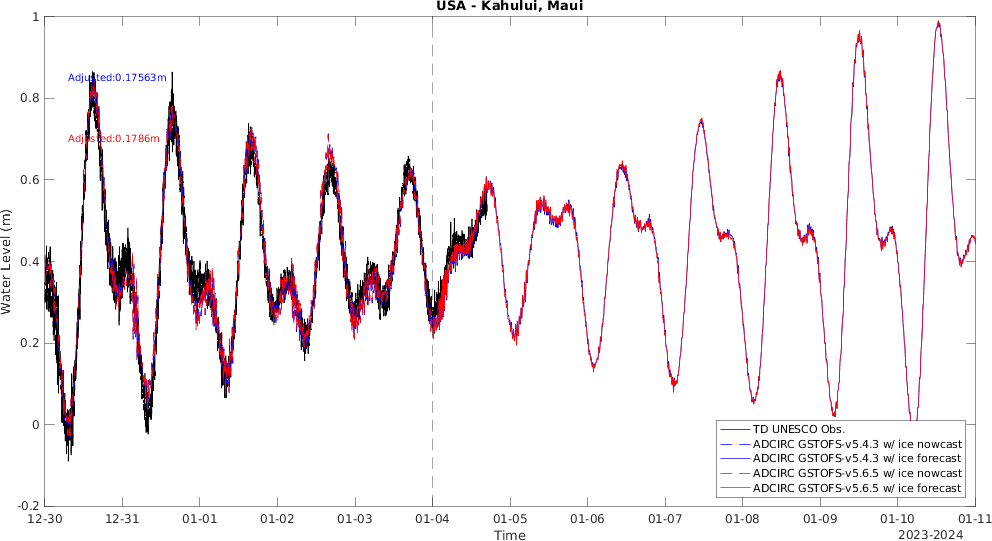 USA - Kahului, Maui
1
0.8
0.6
0.4
0.2
0
-0.2
Water Level (m)
Adjusted:0.17563m
Adjusted:0.1786m
TD UNESCO Obs.
ADCIRC GSTOFS-v5.4.3 w/ ice nowcast
ADCIRC GSTOFS-v5.4.3 w/ ice forecast
ADCIRC GSTOFS-v5.6.5 w/ ice nowcast
ADCIRC GSTOFS-v5.6.5 w/ ice forecast
12-30 12-31 01-01 01-02 01-03 01-04 01-05 01-06 01-07 01-08 01-09 01-10 01-11
Time
2023-2024